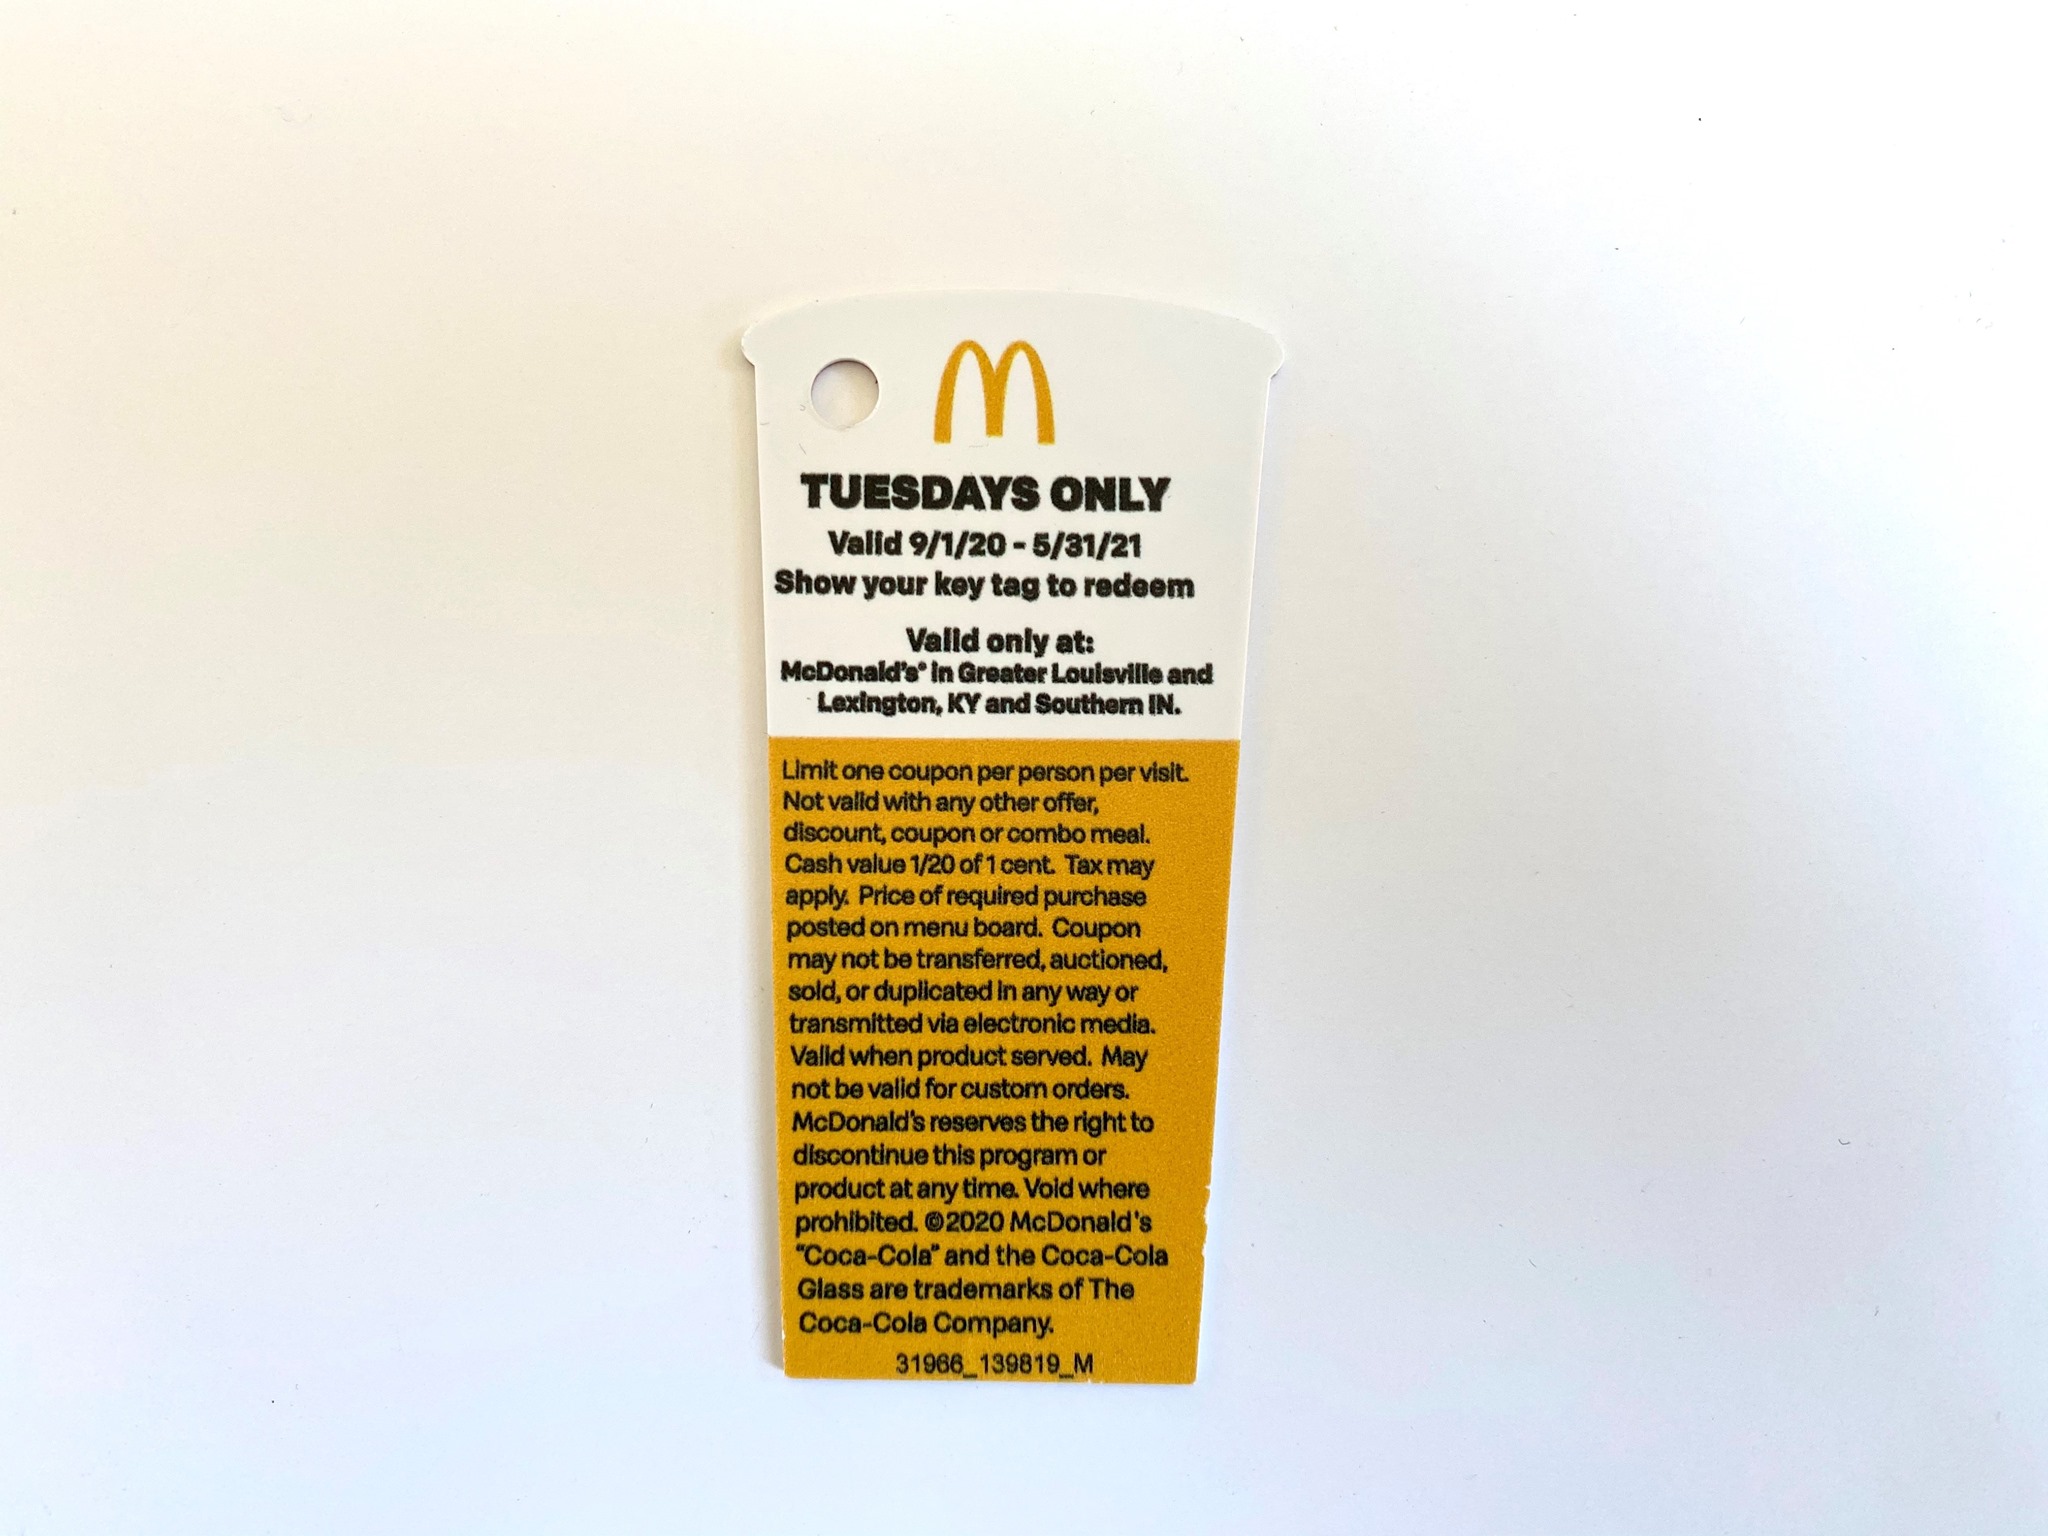 TUESDAYS ONLY
Valid 9/1/20 - 5/31/21
Show your key tag to redeem
Valid only at:
McDonald's® in Greater Louisville and
Lexington, KY and Southern IN.
Limit one coupon per person per visit.
Not valid with any other offer,
discount, coupon or combo meal.
Cash value 1/20 of 1 cent. Tax may
apply. Price of required purchase
posted on menu board. Coupon
may not be transferred, auctioned,
sold, or duplicated in any way or
transmitted via electronic media.
Valid when product served. May
not be valid for custom orders.
McDonald's reserves the right to
discontinue this program or
product at any time. Void where
prohibited. ©2020 McDonald's
"Coca-Cola" and the Coca-Cola
Glass are trademarks of The
Coca-Cola Company.
31966_139819_M